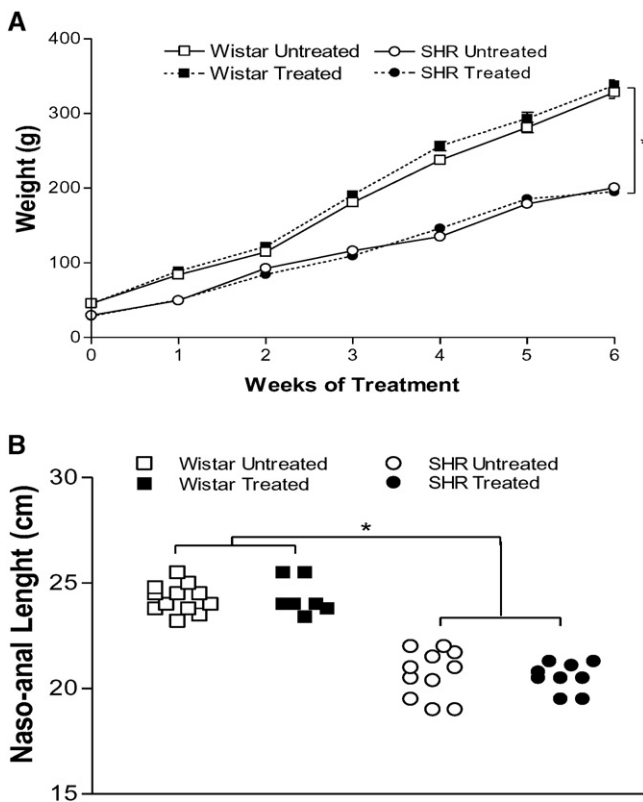 A
400
300
200
100
0
Weight (g)
Wistar Untreated
SHR Untreated
Wistar Treated
SHR Treated
*
0 1 2 3 4 5 6
Weeks of Treatment
B
30
25
20
15
Naso-anal Lenght (cm)
Wistar Untreated
SHR Untreated
Wistar Treated
SHR Treated
*